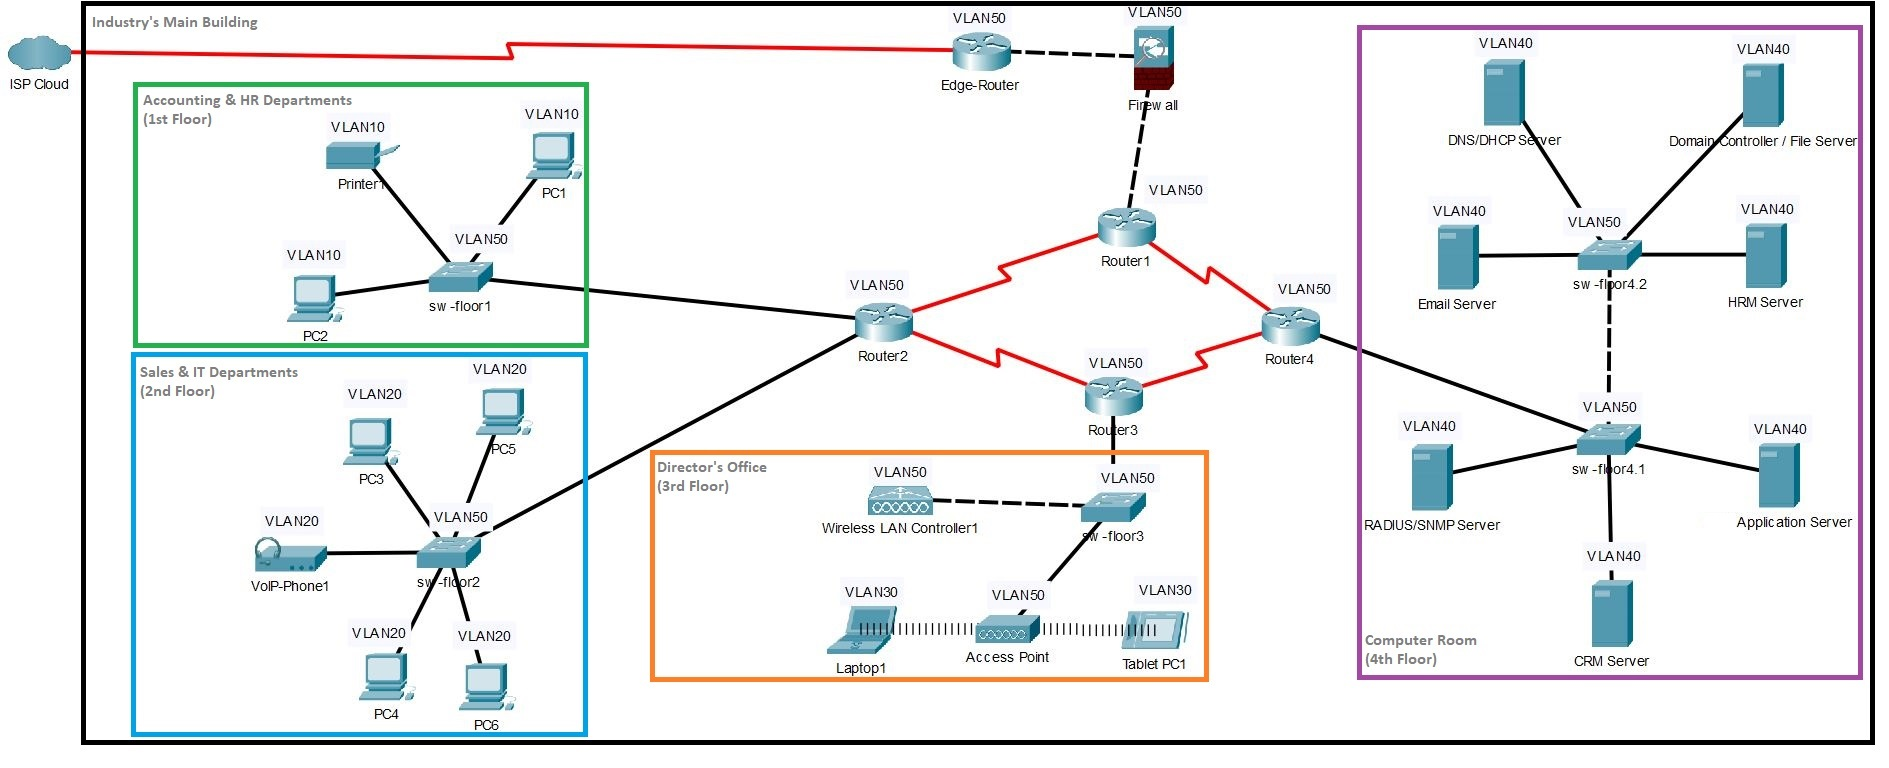 Industry's Main Building
ISP Cloud
VLAN50
Edge-Router
VLAN50
Firew all
Accounting & HR Departments
(1st Floor)
VLAN10
Printer1
VLAN10
PC1
VLAN10
PC2
VLAN50
sw -floor1
Sales & IT Departments
(2nd Floor)
VLAN20
PC3
VLAN20
PC5
VLAN20
VoIP-Phone1
VLAN50
sw -floor2
VLAN20
PC4
VLAN20
PC6
VLAN50
Router1
VLAN50
Router2
VLAN50
Router4
VLAN50
Router3
Director's Office
(3rd Floor)
VLAN50
Wireless LAN Controller1
VLAN50
sw -floor3
VLAN30
Laptop1
VLAN50
Access Point
VLAN30
Tablet PC1
VLAN40
DNS/DHCP Server
VLAN40
Domain Controller / File Server
VLAN40
Email Server
VLAN50
sw -floor4.2
VLAN40
HRM Server
VLAN40
RADIUS/SNMP Server
VLAN50
sw -floor4.1
VLAN40
Application Server
VLAN40
CRM Server
Computer Room
(4th Floor)